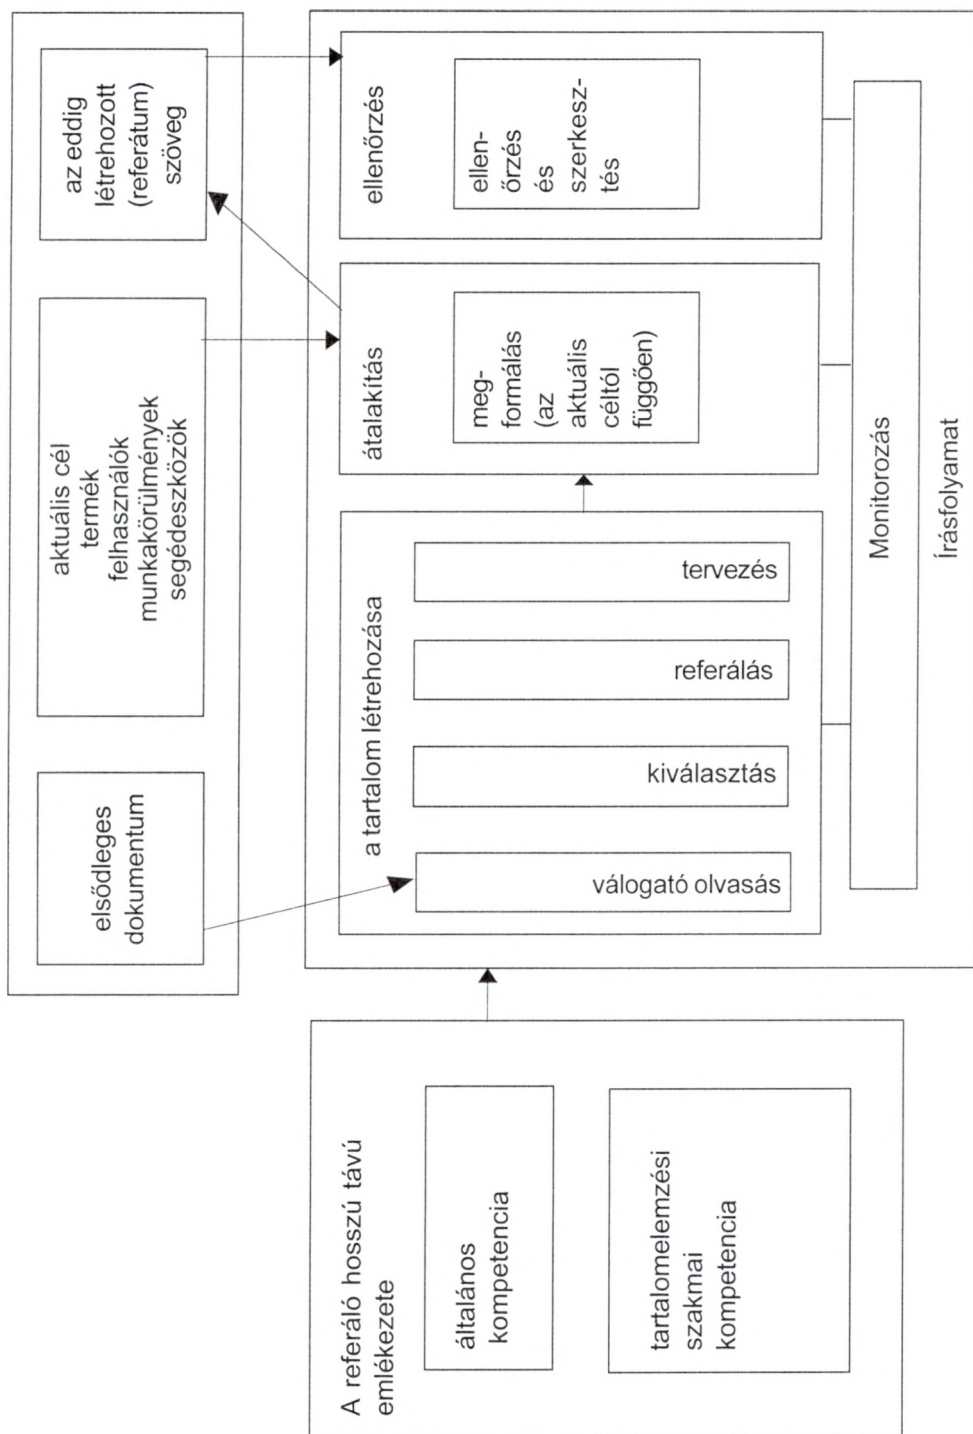 elsődleges
dokumentum
aktuális cél
termék
felhasználók
munkakörülmények
segédeszközök
az eddig
létrehozott
(referátum)
szöveg
A referáló hosszú távú
emlékezete
általános
kompetencia
tartalomelemzési
szakmai
kompetencia
a tartalom létrehozása
válogató olvasás
kiválasztás
referálás
tervezés
átalakítás
meg-
formálás
(az
aktuális
céltól
függően)
ellenőrzés
ellen-
őrzés
és
szerkesz-
tés
Monitorozás
Írásfolyamat